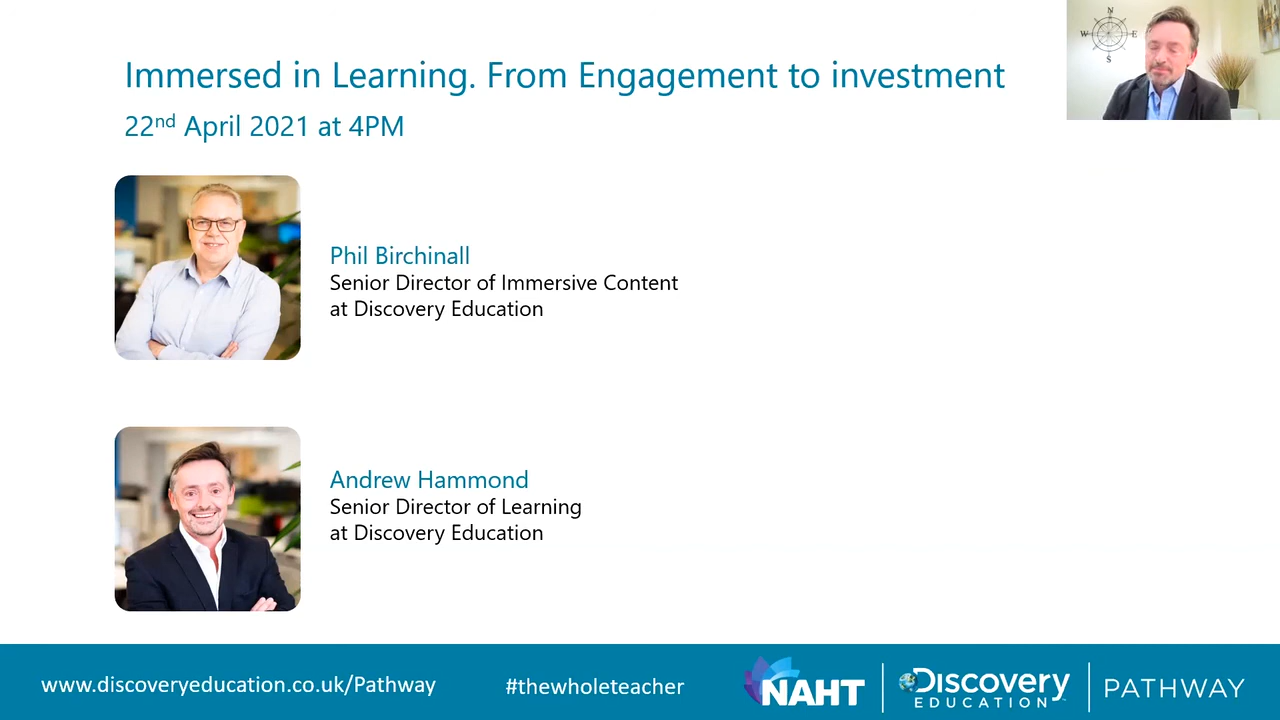 Immersed in Learning. From Engagement to investment
22nd April 2021 at 4PM
N
W E
S
Phil Birchinall
Senior Director of Immersive Content
at Discovery Education
Andrew Hammond
Senior Director of Learning
at Discovery Education
www.discoveryeducation.co.uk/Pathway
#thewholeteacher
NAHT
Discovery
EDUCATION
PATHWAY